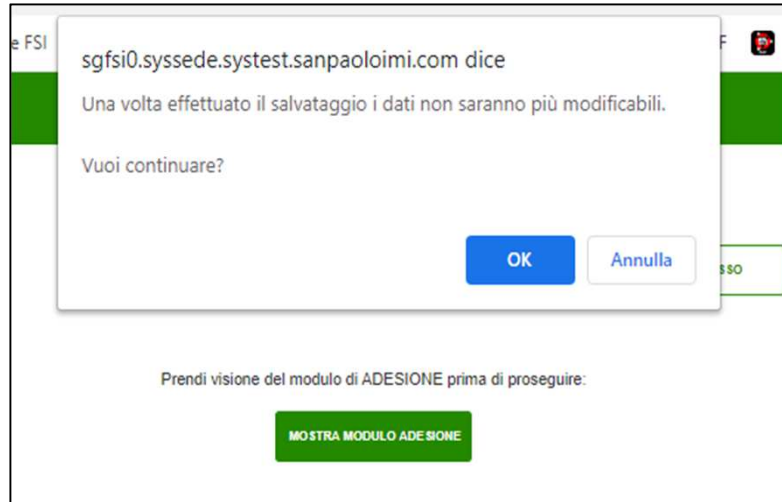 e FSI
F
sgfsi0.syssede.systest.sanpaoloimi.com dice
Una volta effettuato il salvataggio i dati non saranno più modificabili.
Vuoi continuare?
OK Annulla
SSO
Prendi visione del modulo di ADESIONE prima di proseguire:
MOSTRA MODULO ADESIONE